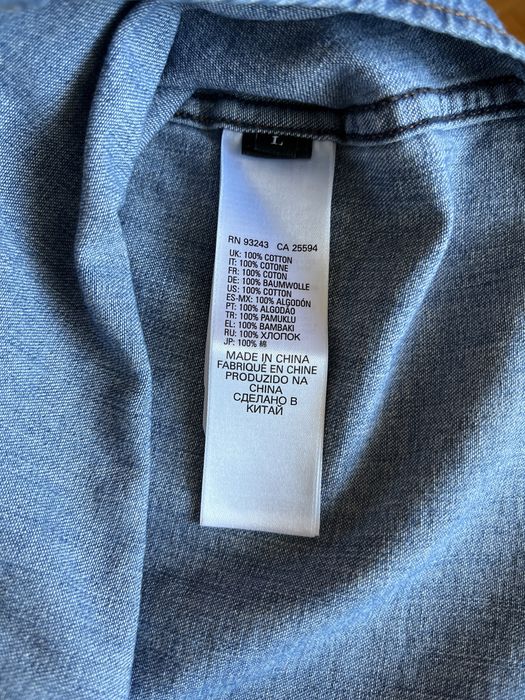 L
RN 93243 CA 25594
UK: 100% COTTON
IT: 100% COTONE
FR: 100% COTON
DE: 100% BAUMWOLLE
US: 100% COTTON
ES-MX: 100% ALGODÓN
PT: 100% ALGODÃO
TR: 100% PAMUKLU
EL: 100% BAMBAKI
RU: 100% ХЛОПОК
JP: 100% 綿
MADE IN CHINA
FABRIQUÉ EN CHINE
PRODUZIDO NA
CHINA
СДЕЛАНО В
КИТАЙ